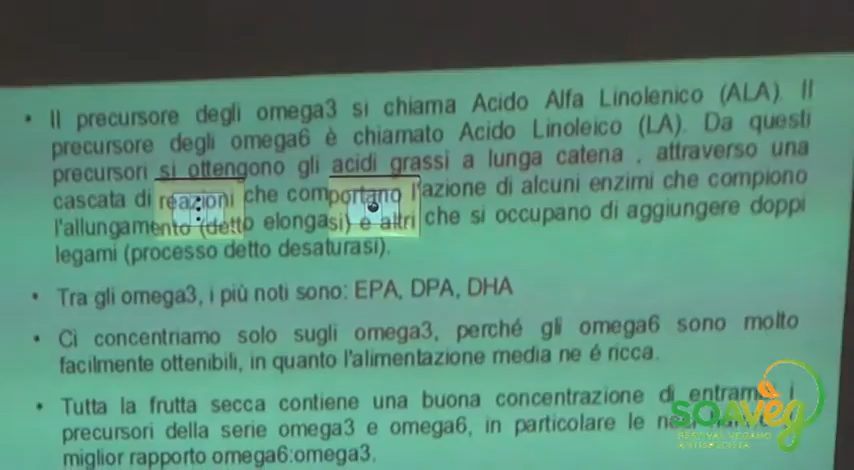 • Il precursore degli omega3 si chiama Acido Alfa Linolenico (ALA). Il
precursore degli omega6 è chiamato Acido Linoleico (LA). Da questi
precursori si ottengono gli acidi grassi a lunga catena , attraverso una
cascata di reazioni che comportano l'azione di alcuni enzimi che compiono
l'allungamento (detto elongasi) e altri che si occupano di aggiungere doppi
legami (processo detto desaturasi).
• Tra gli omega3, i più noti sono: EPA, DPA, DHA
• Ci concentriamo solo sugli omega3, perché gli omega6 sono molto
facilmente ottenibili, in quanto l'alimentazione media ne é ricca.
• Tutta la frutta secca contiene una buona concentrazione di entrambi i
precursori della serie omega3 e omega6, in particolare le noci
miglior rapporto omega6:omega3.
SOAVEG
FESTIVAL VEGANO